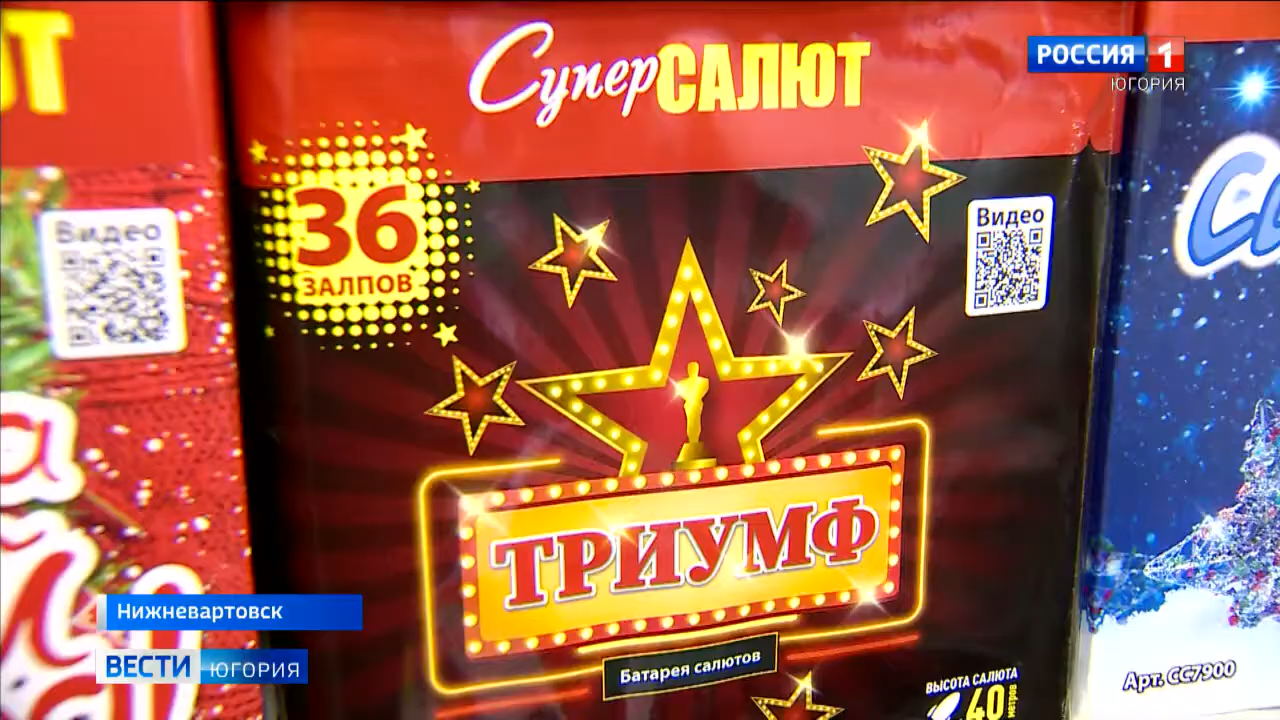 СуперСАЛЮТ
РОССИЯ 1
ЮГОРИЯ
36
ЗАЛПОВ
Видео
Видео
ТРИУМФ
Батарея салютов
ВЫСОТА САЛЮТА
40 метров
Арт. СС7900
Нижневартовск
ВЕСТИ ЮГОРИЯ